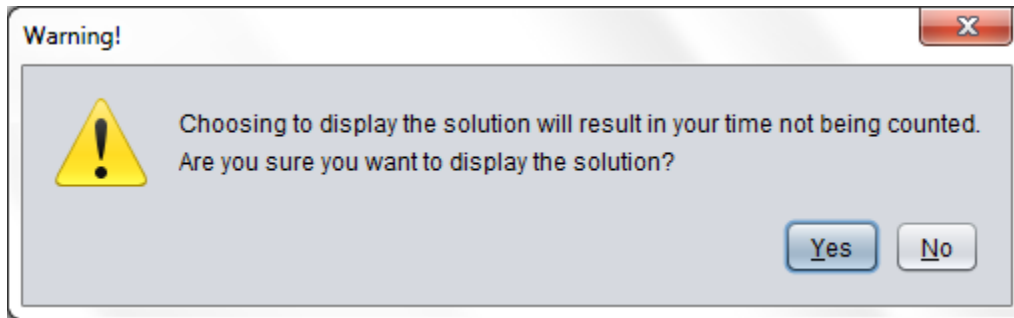 Warning!
Choosing to display the solution will result in your time not being counted.
Are you sure you want to display the solution?
Yes No